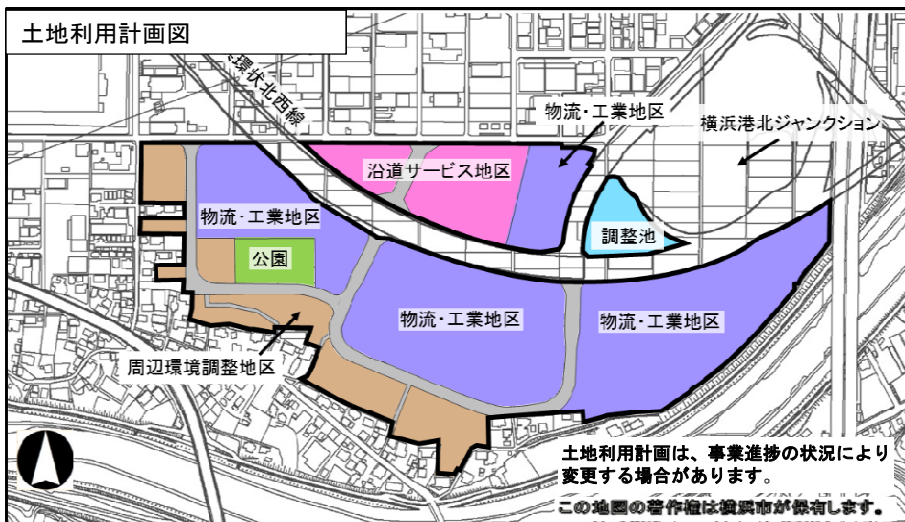 土地利用計画図
環状北西線
物流・工業地区
横浜港北ジャンクション
沿道サービス地区
物流・工業地区
調整池
公園
物流・工業地区
物流・工業地区
周辺環境調整地区
土地利用計画は、事業進捗の状況により
変更する場合があります。
この地図の著作権は横浜市が保有します。